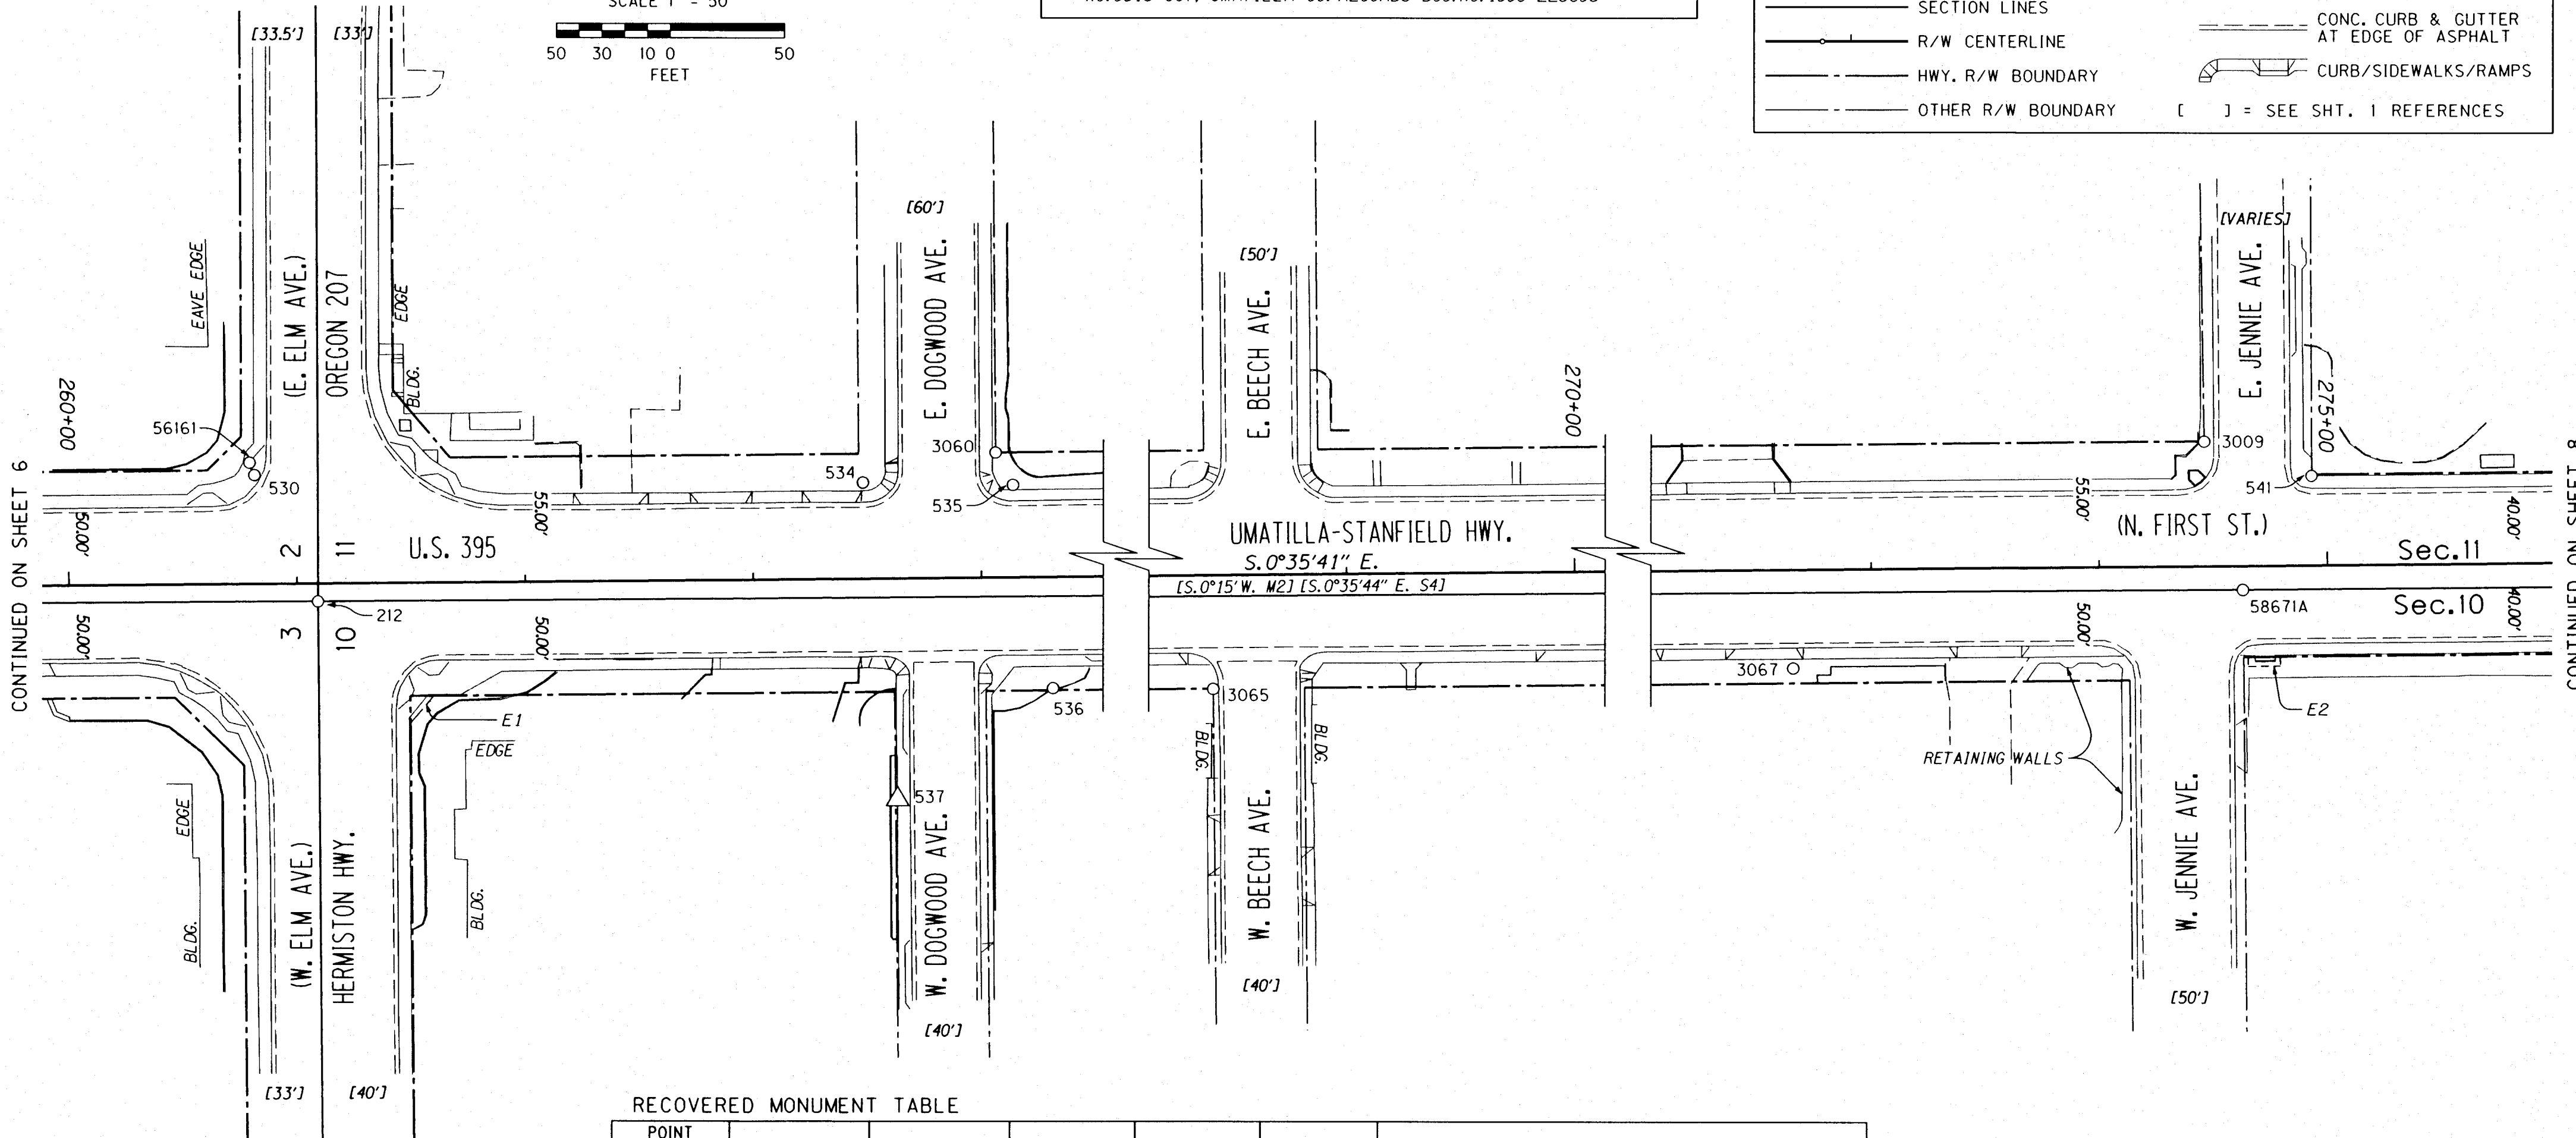 SCALE 1" = 50'
50 30 10 0 50
FEET
SECTION LINES
R/W CENTERLINE
HWY. R/W BOUNDARY
OTHER R/W BOUNDARY
CONC. CURB & GUTTER
AT EDGE OF ASPHALT
CURB/SIDEWALKS/RAMPS
[ ] = SEE SHT. 1 REFERENCES
[33.5'] [33']
[60']
[50']
[VARIES]
EAVE EDGE
(E. ELM AVE.)
OREGON 207
EDGE
BLDG.
E. DOGWOOD AVE.
E. BEECH AVE.
E. JENNIE AVE.
260+00
270+00
275+00
56161
530
534
3060
535
3009
541
CONTINUED ON SHEET 6
CONTINUED ON SHEET 8
50.00'
55.00'
55.00'
40.00'
2 11
U.S. 395
UMATILLA-STANFIELD HWY.
(N. FIRST ST.)
S.0°35'41" E.
Sec.11
[S.0°15'W. M2] [S.0°35'44" E. S4]
212
58671A
Sec.10
3 10
50.00'
50.00'
50.00'
40.00'
E1
536
3065
3067
E2
EDGE
BLDG.
BLDG.
RETAINING WALLS
537
EDGE
BLDG.
BLDG.
(W. ELM AVE.)
HERMISTON HWY.
W. DOGWOOD AVE.
W. BEECH AVE.
W. JENNIE AVE.
[40']
[50']
[40']
[33'] [40']
RECOVERED MONUMENT TABLE
POINT